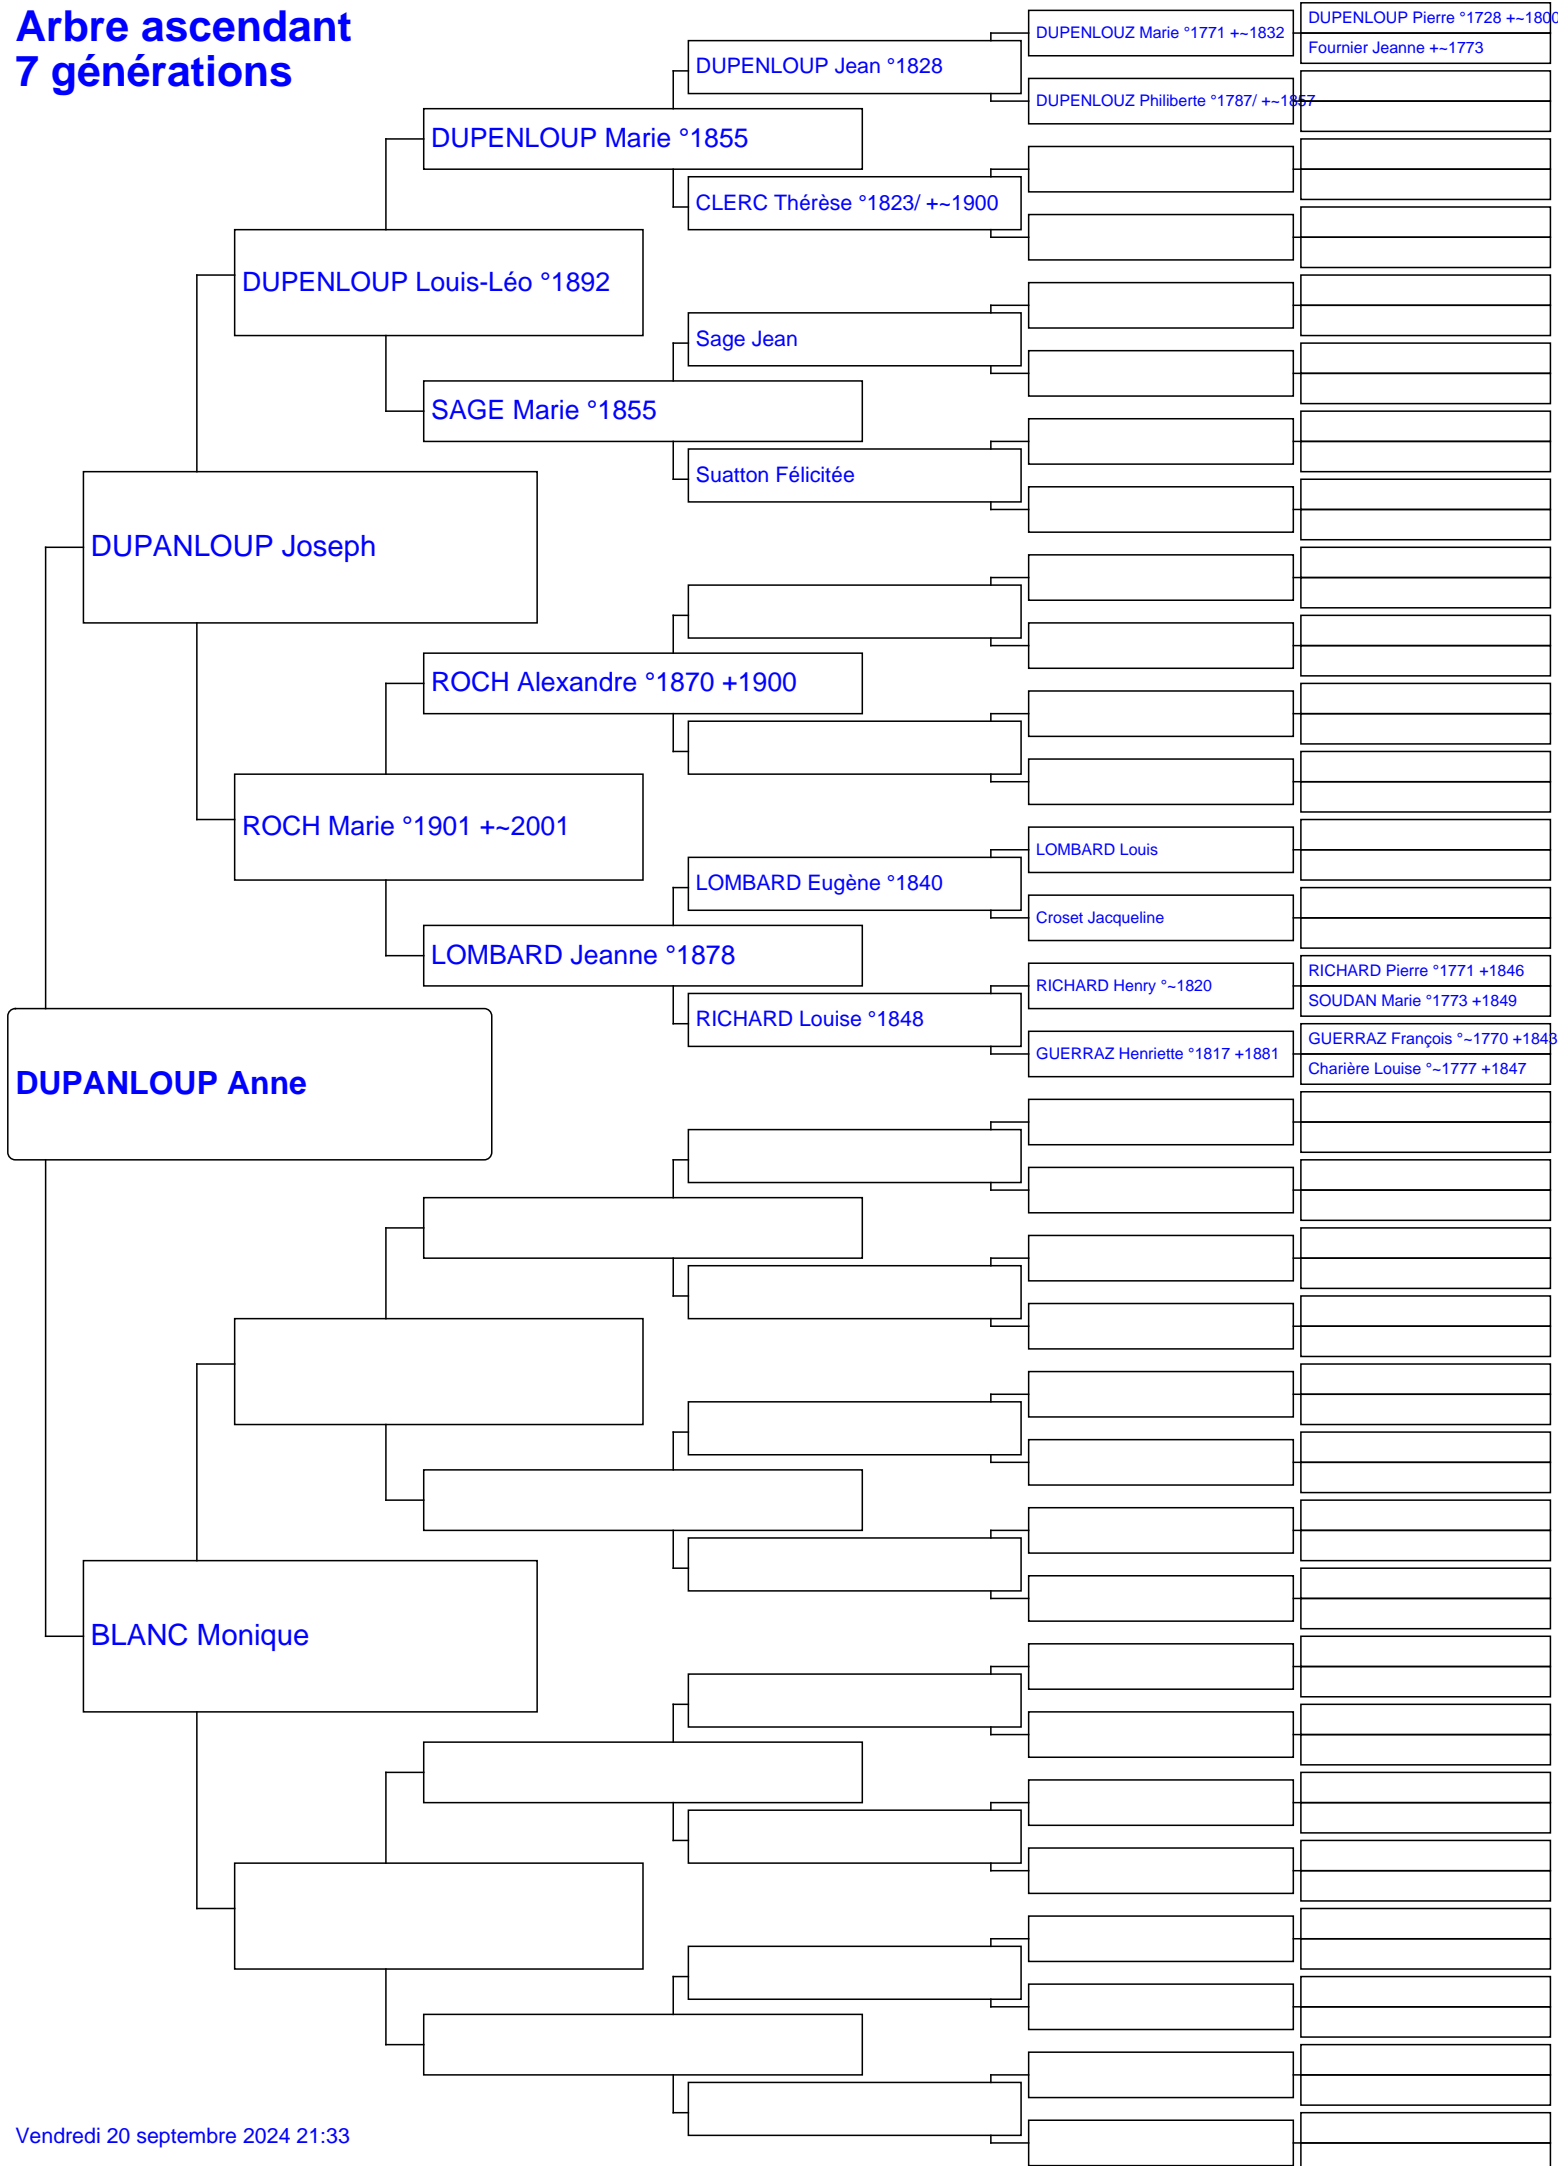 Arbre ascendant
7 générations
DUPENLOUP Pierre °1728 +~1800
DUPENLOUZ Marie °1771 +~1832
Fournier Jeanne +~1773
DUPENLOUP Jean °1828
DUPENLOUZ Philiberte °1787/ +~1857
DUPENLOUP Marie °1855
CLERC Thérèse °1823/ +~1900
DUPENLOUP Louis-Léo °1892
Sage Jean
SAGE Marie °1855
Suatton Félicitée
DUPANLOUP Joseph
ROCH Alexandre °1870 +1900
ROCH Marie °1901 +~2001
LOMBARD Louis
LOMBARD Eugène °1840
Croset Jacqueline
LOMBARD Jeanne °1878
RICHARD Pierre °1771 +1846
RICHARD Henry °~1820
SOUDAN Marie °1773 +1849
RICHARD Louise °1848
GUERRAZ François °~1770 +1843
GUERRAZ Henriette °1817 +1881
Charière Louise °~1777 +1847
DUPANLOUP Anne
BLANC Monique
Vendredi 20 septembre 2024 21:33